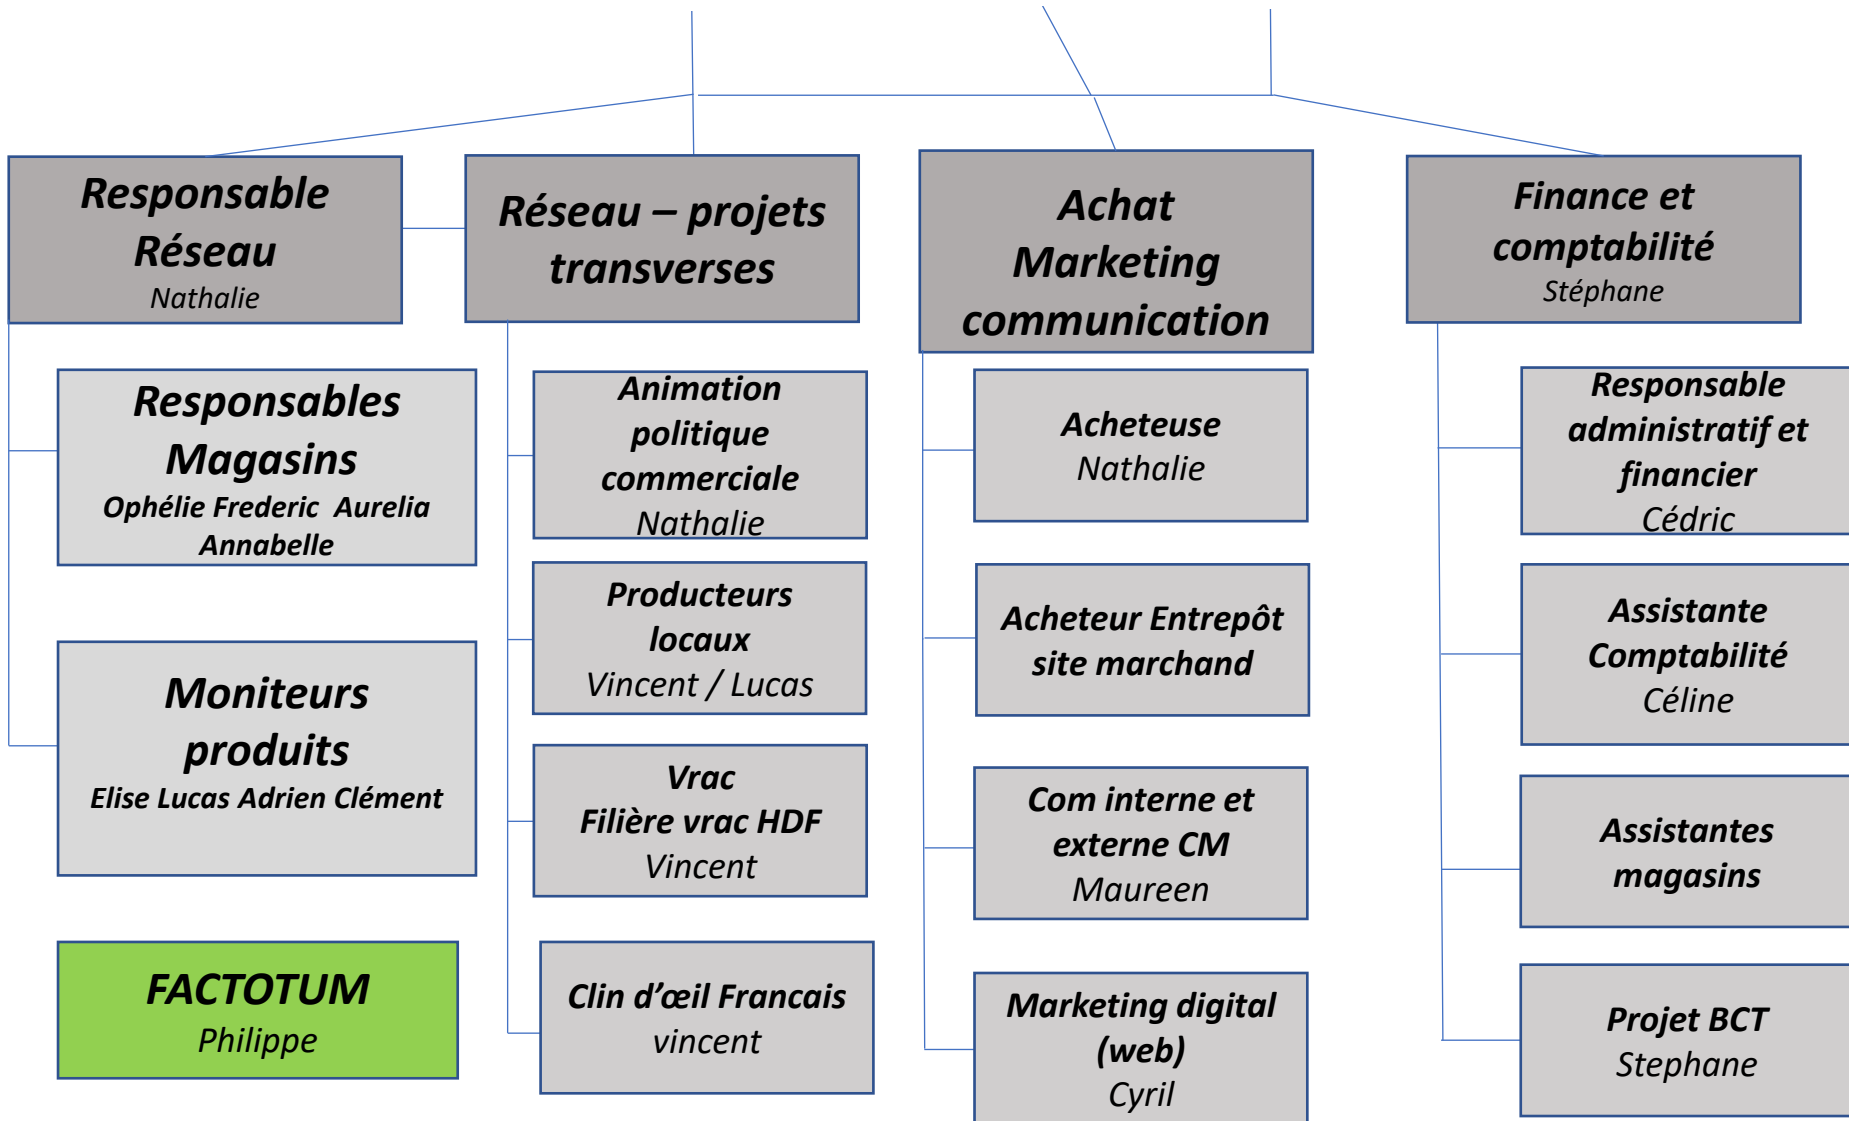 Responsable
Réseau
Nathalie
Réseau – projets
transverses
Achat
Marketing
communication
Finance et
comptabilité
Stéphane
Responsables
Magasins
Ophélie Frederic  Aurelia
Annabelle
Moniteurs
produits
Elise Lucas Adrien Clément
FACTOTUM
Philippe
Animation
politique
commerciale
Nathalie
Producteurs
locaux
Vincent / Lucas
Vrac
Filière vrac HDF
Vincent
Clin d’œil Francais
vincent
Acheteuse
Nathalie
Acheteur Entrepôt
site marchand
Com interne et
externe CM
Maureen
Marketing digital
(web)
Cyril
Responsable
administratif et
financier
Cédric
Assistante
Comptabilité
Céline
Assistantes
magasins
Projet BCT
Stephane